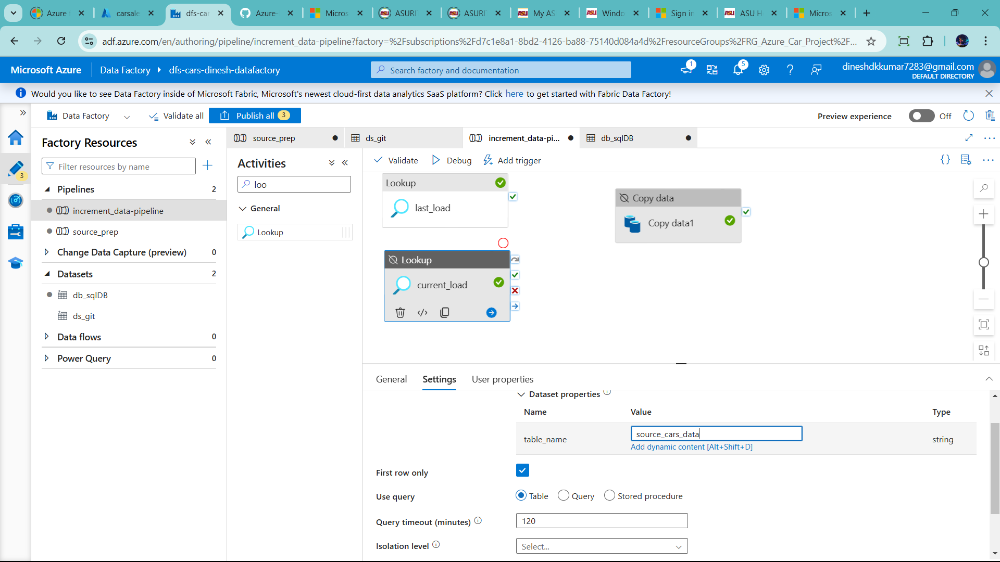 Azure
carsale
dfs-car
Azure-
Micros
ASURI
ASURI
My AS
Windo
Sign in
ASU H
Micros
adf.azure.com/en/authoring/pipeline/increment_data-pipeline?factory=%2Fsubscriptions%2Fd7c1e8a1-8bd2-4126-ba88-75140d084a4d%2FresourceGroups%2FRG_Azure_Car_Project%2F...
Microsoft Azure
Data Factory
dfs-cars-dinesh-datafactory
Search factory and documentation
1
5
dineshdkkumar7283@gmail.com
DEFAULT DIRECTORY
Would you like to see Data Factory inside of Microsoft Fabric, Microsoft's newest cloud-first data analytics SaaS platform? Click here to get started with Fabric Data Factory!
Data Factory
Validate all
Publish all 3
Preview experience
Off
3
Factory Resources
Filter resources by name
Pipelines 2
increment_data-pipeline
source_prep
Change Data Capture (preview) 0
Datasets 2
db_sqlDB
ds_git
Data flows 0
Power Query 0
source_prep
ds_git
increment_data-pi...
db_sqlDB
Activities
loo
General
Lookup
Validate
Debug
Add trigger
Lookup
last_load
Copy data
Copy data1
Lookup
current_load
General
Settings
User properties
Dataset properties
Name Value Type
table_name source_cars_data string
Add dynamic content [Alt+Shift+D]
First row only
Use query Table Query Stored procedure
Query timeout (minutes) 120
Isolation level Select...